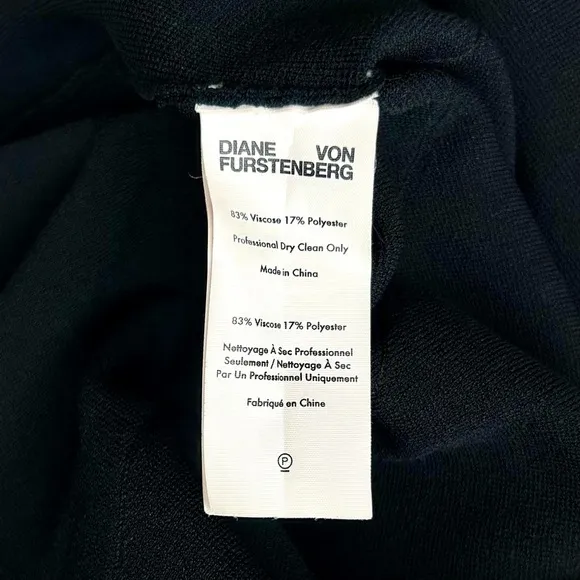 DIANE VON
FURSTENBERG
83% Viscose 17% Polyester
Professional Dry Clean Only
Made in China
83% Viscose 17% Polyester
Nettoyage À Sec Professionnel
Seulement / Nettoyage À Sec
Par Un Professionnel Uniquement
Fabriqué en Chine
P